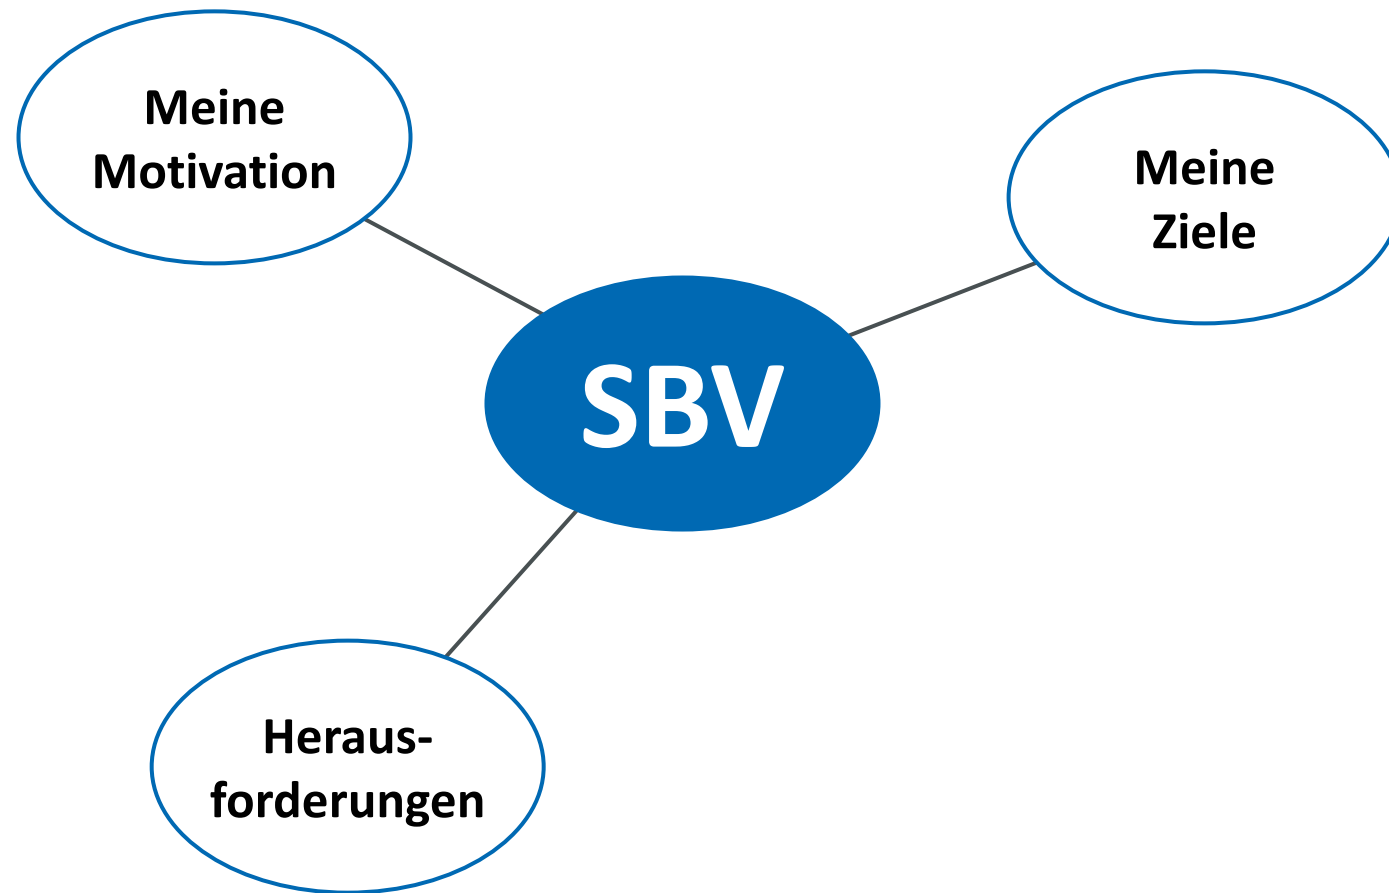 Meine
Motivation
Meine
Ziele
SBV
Heraus-
forderungen